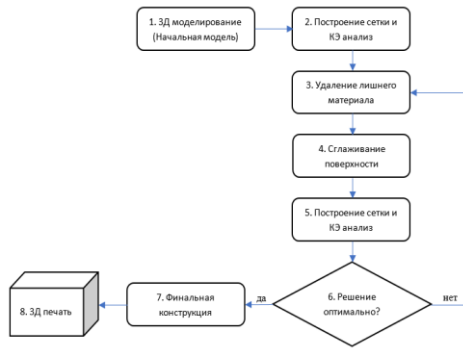 1. 3Д моделирование
(Начальная модель)
2. Построение сетки и
КЭ анализ
3. Удаление лишнего
материала
4. Сглаживание
поверхности
5. Построение сетки и
КЭ анализ
6. Решение
оптимально?
да
нет
7. Финальная
конструкция
8. 3Д печать